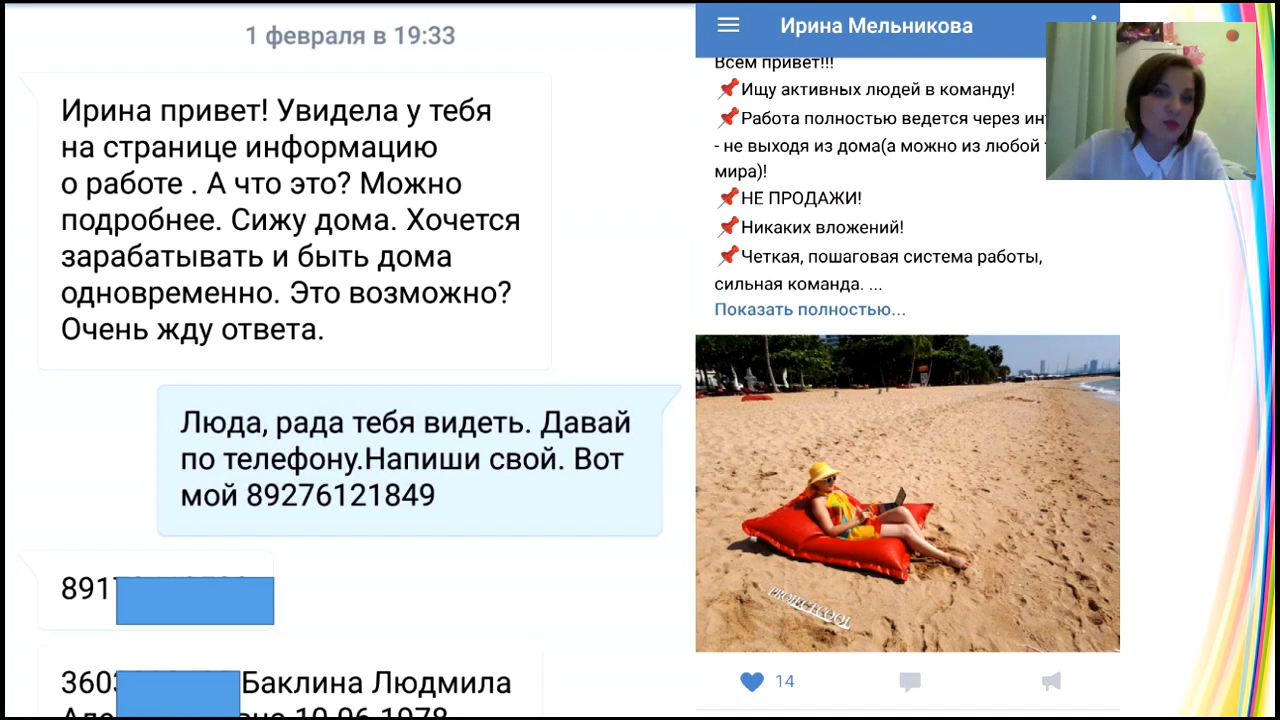 1 февраля в 19:33
Ирина привет! Увидела у тебя
на странице информацию
о работе . А что это? Можно
подробнее. Сижу дома. Хочется
зарабатывать и быть дома
одновременно. Это возможно?
Очень жду ответа.
Люда, рада тебя видеть. Давай
по телефону.Напиши свой. Вот
мой 89276121849
891
360
Баклина Людмила
10.06.1978
Ирина Мельникова
Всем привет!!!
Ищу активных людей в команду!
Работа полностью ведется через
- не выходя из дома(а можно из любой
мира)!
НЕ ПРОДАЖИ!
Никаких вложений!
Четкая, пошаговая система работы,
сильная команда. ...
Показать полностью...
PROJECTCOOL
14